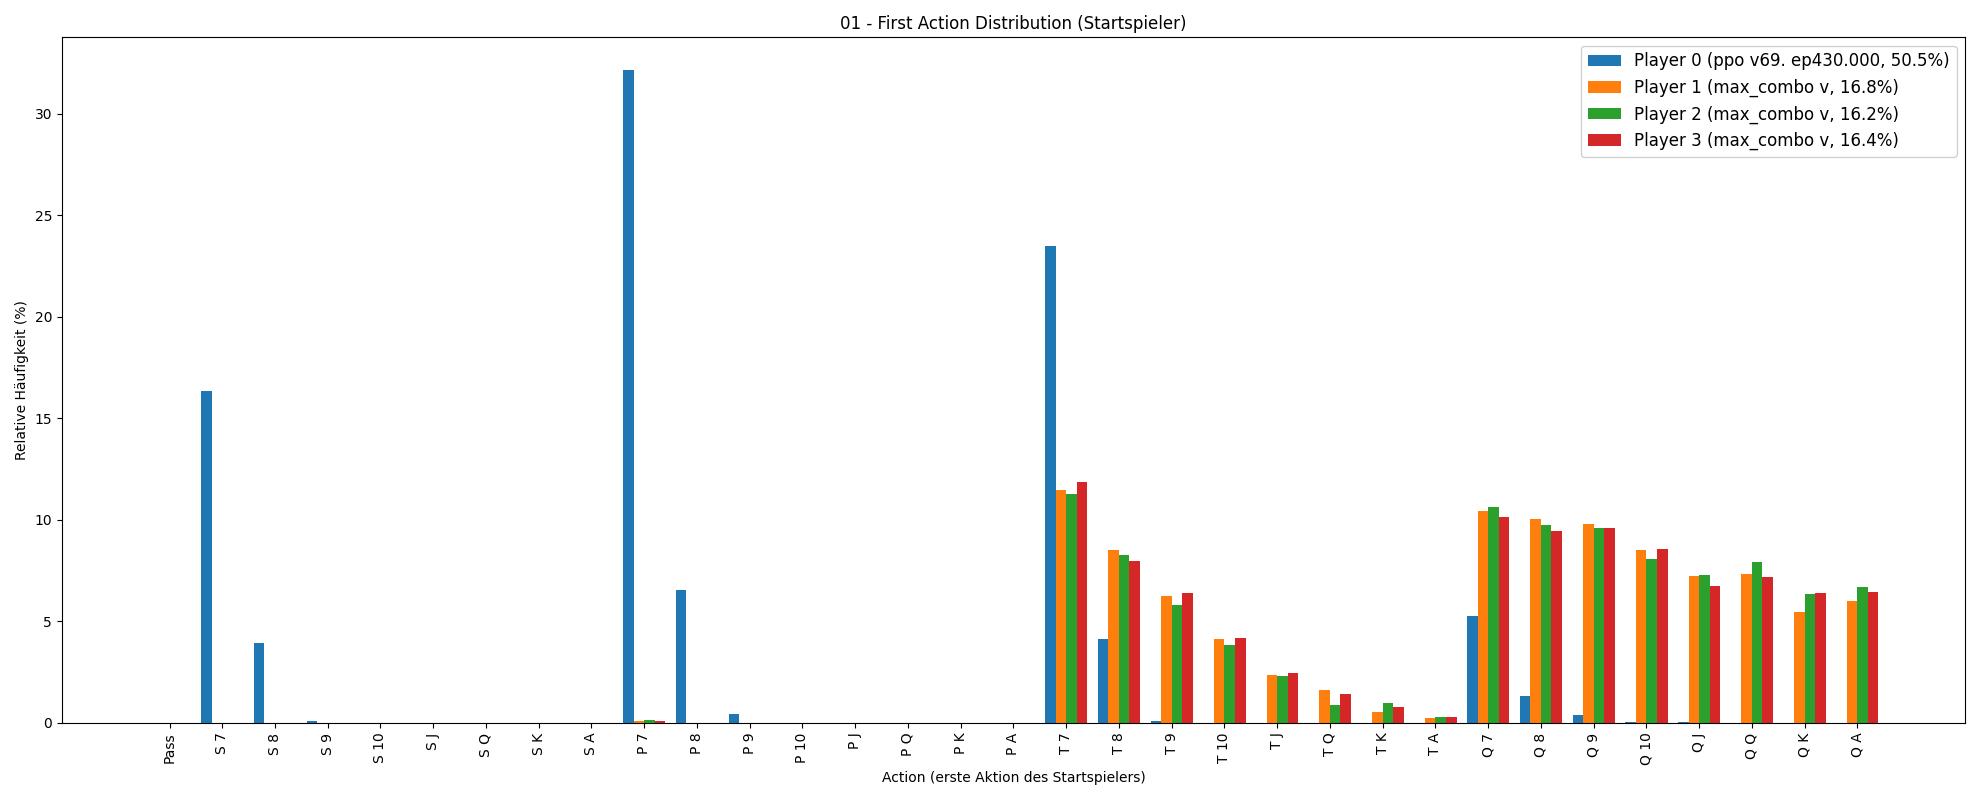 01 - First Action Distribution (Startspieler)
Player 0 (ppo v69. ep430.000, 50.5%)
Player 1 (max_combo v, 16.8%)
Player 2 (max_combo v, 16.2%)
Player 3 (max_combo v, 16.4%)
Relative Häufigkeit (%)
30
25
20
15
10
5
0
Pass
S 7
S 8
S 9
S 10
S J
S Q
S K
S A
P 7
P 8
P 9
P 10
P J
P Q
P K
P A
T 7
T 8
T 9
T 10
T J
T Q
T K
T A
Q 7
Q 8
Q 9
Q 10
Q J
Q Q
Q K
Q A
Action (erste Aktion des Startspielers)